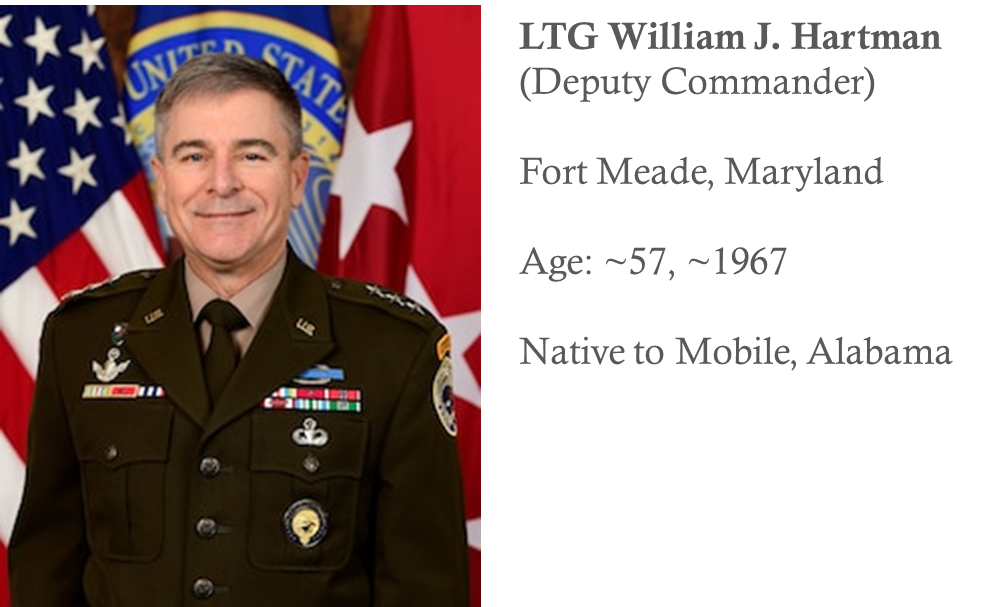 UNITED STATE
U.S.
U.S.
LTG William J. Hartman
(Deputy Commander)
Fort Meade, Maryland
Age: ~57, ~1967
Native to Mobile, Alabama